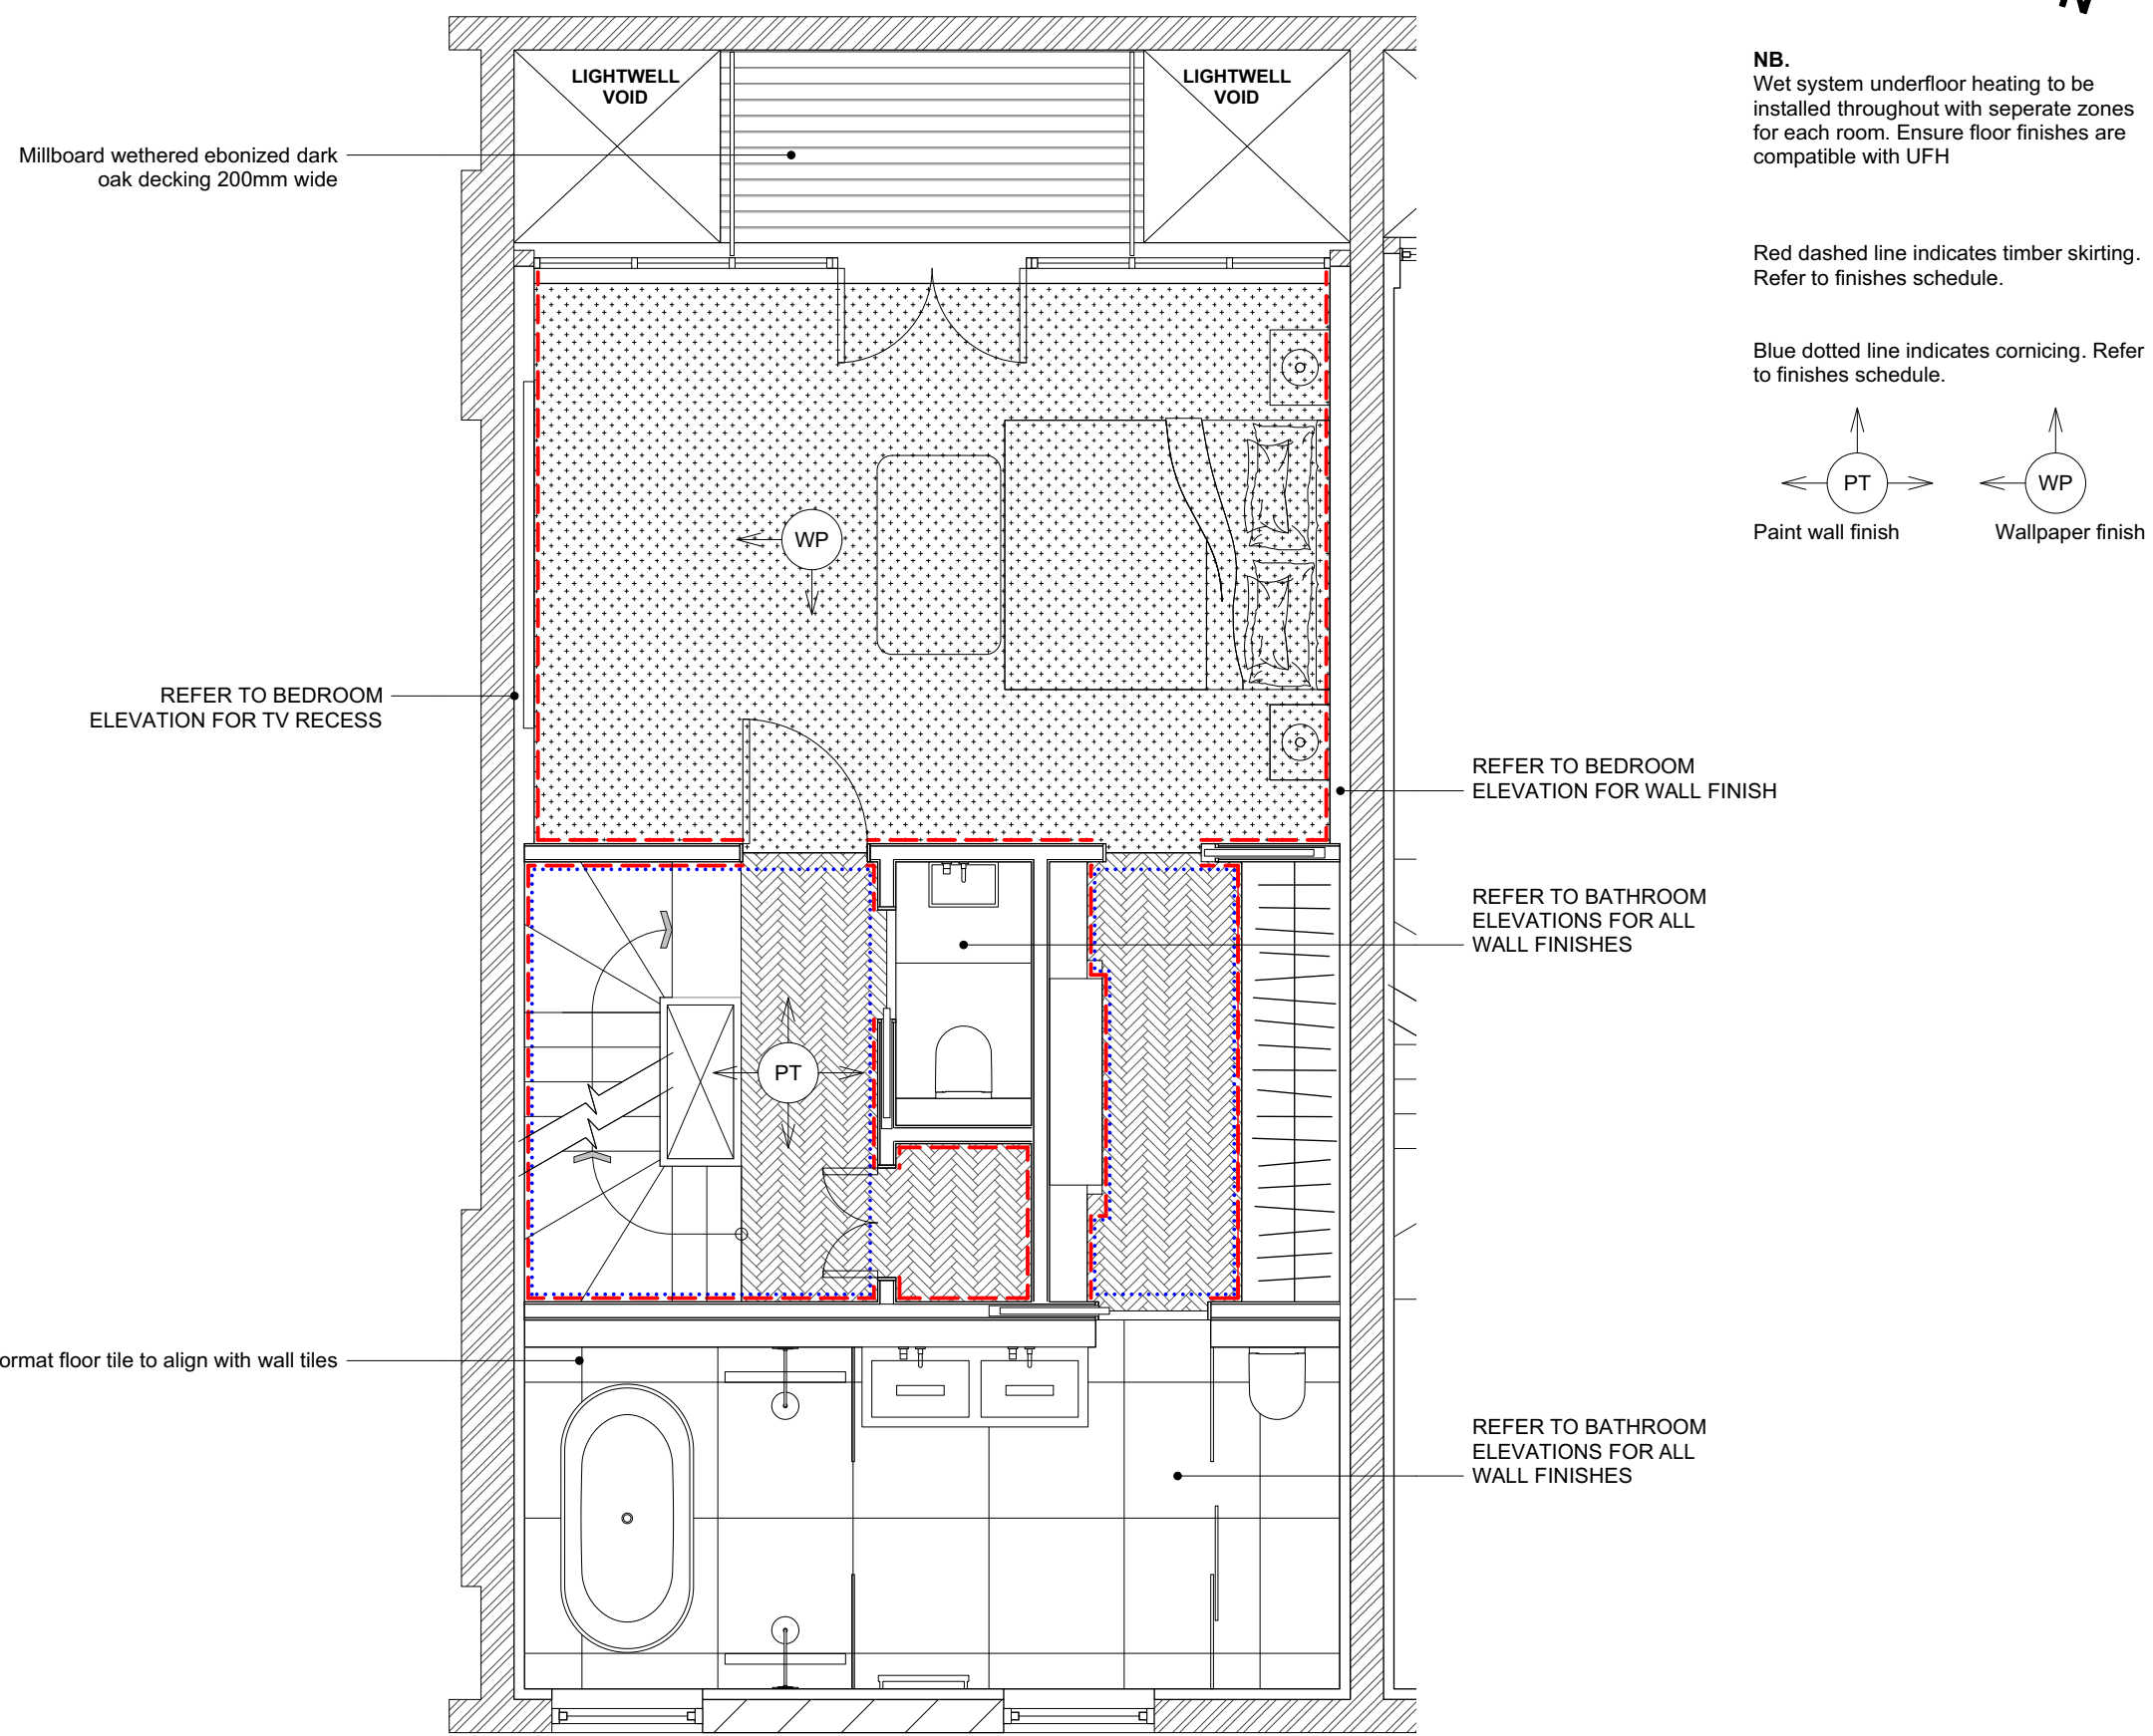 N
NB.
Wet system underfloor heating to be
installed throughout with seperate zones
for each room. Ensure floor finishes are
compatible with UFH
Red dashed line indicates timber skirting.
Refer to finishes schedule.
Blue dotted line indicates cornicing. Refer
to finishes schedule.
PT
WP
Paint wall finish
Wallpaper finish
LIGHTWELL
VOID
LIGHTWELL
VOID
Millboard wethered ebonized dark
oak decking 200mm wide
WP
REFER TO BEDROOM
ELEVATION FOR TV RECESS
REFER TO BEDROOM
ELEVATION FOR WALL FINISH
REFER TO BATHROOM
ELEVATIONS FOR ALL
WALL FINISHES
PT
ormat floor tile to align with wall tiles
REFER TO BATHROOM
ELEVATIONS FOR ALL
WALL FINISHES